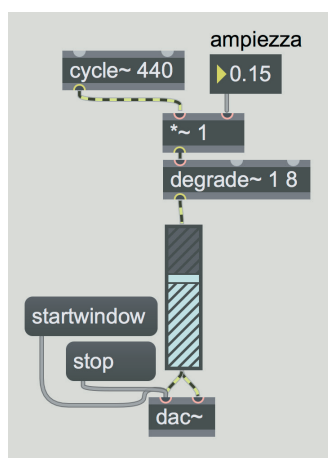 ampiezza
cycle~ 440
0.15
*~ 1
degrade~ 1 8
startwindow
stop
dac~